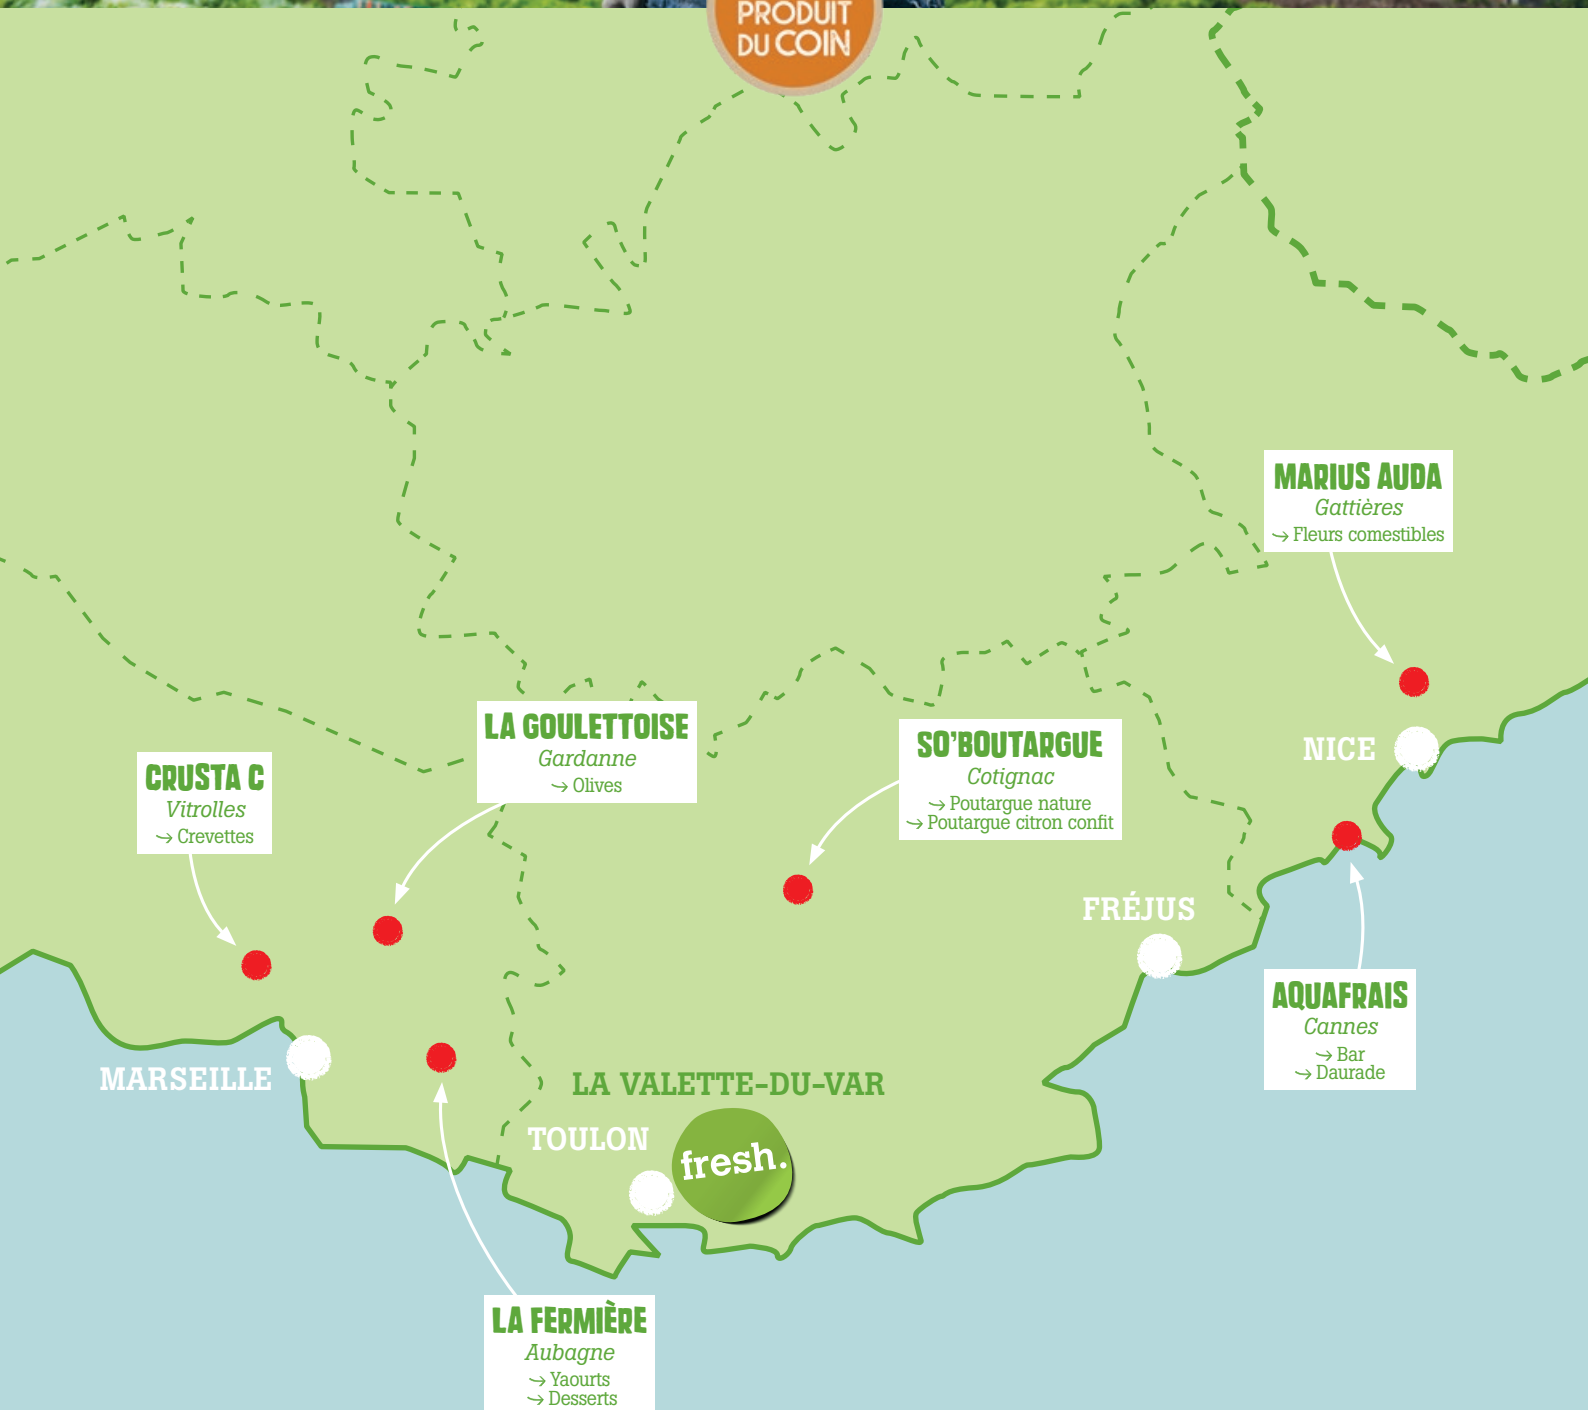 PRODUIT
DU COIN
MARIUS AUDA
Gattières
↪ Fleurs comestibles
LA GOULETTOISE
Gardanne
↪ Olives
SO'BOUTARGUE
Cotignac
↪ Poutargue nature
↪ Poutargue citron confit
CRUSTA C
Vitrolles
↪ Crevettes
NICE
FRÉJUS
AQUAFRAIS
Cannes
↪ Bar
↪ Daurade
MARSEILLE
LA VALETTE-DU-VAR
TOULON
fresh.
LA FERMIÈRE
Aubagne
↪ Yaourts
↪ Desserts